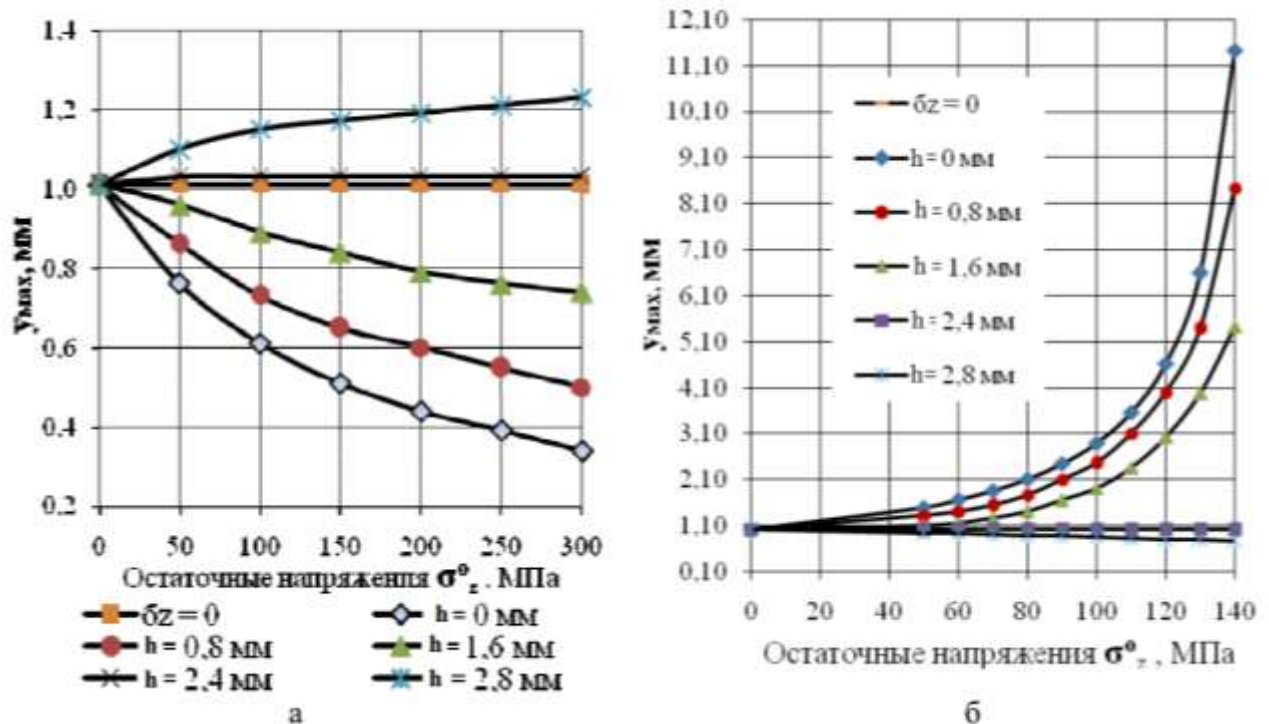 1,4
1,2
1,0
0,8
0,6
0,4
0,2
Умах, мм
0 50 100 150 200 250 300
Остаточные напряжения σ⁰z , МПа
δz = 0
h = 0 мм
h = 0,8 мм
h = 1,6 мм
h = 2,4 мм
h = 2,8 мм
а
12,10
11,10
10,10
9,10
8,10
7,10
6,10
5,10
4,10
3,10
2,10
1,10
0,10
Умах, мм
δz = 0
h = 0 мм
h = 0,8 мм
h = 1,6 мм
h = 2,4 мм
h = 2,8 мм
0 20 40 60 80 100 120 140
Остаточные напряжения σ⁰z , МПа
б